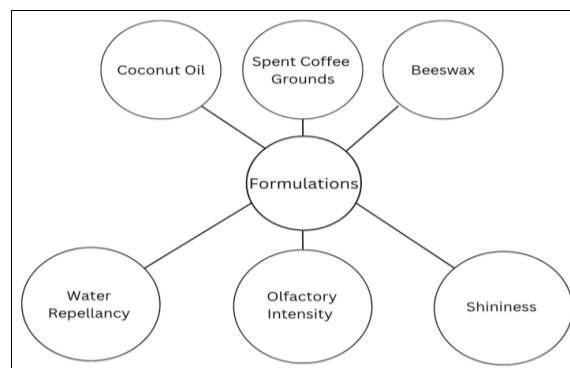 Coconut Oil
Spent Coffee
Grounds
Beeswax
Formulations
Water
Repellancy
Olfactory
Intensity
Shininess